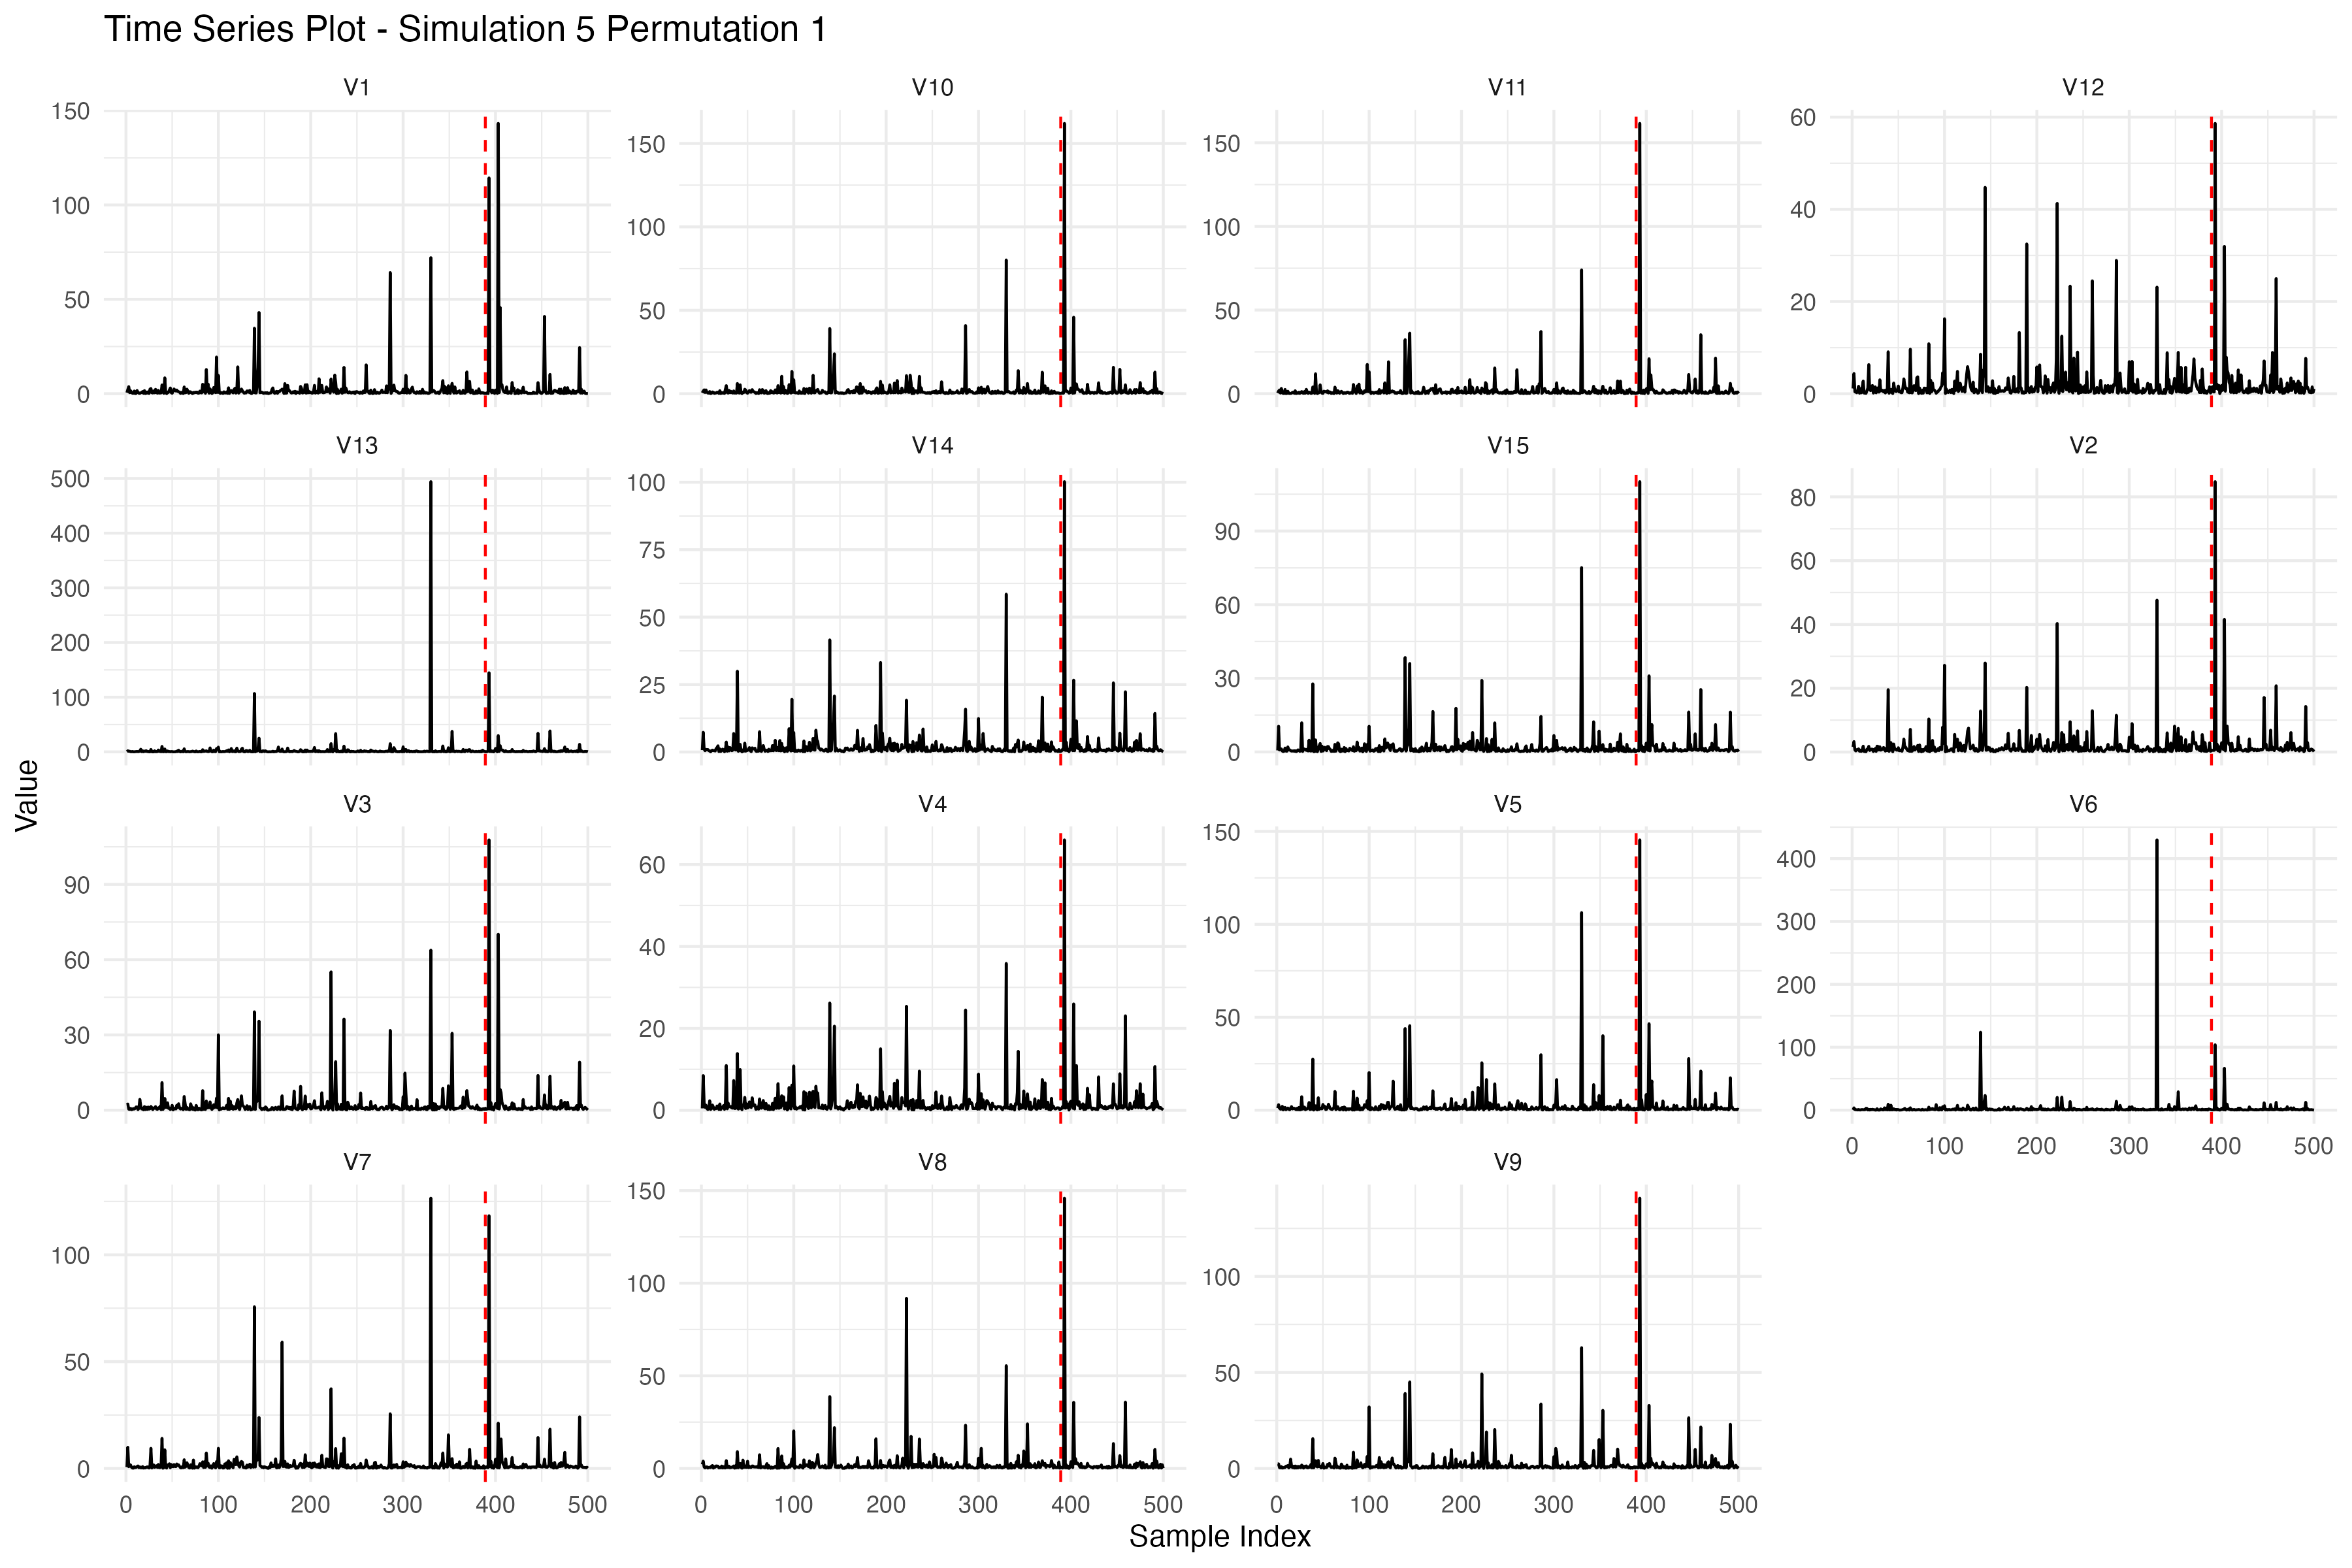 Time Series Plot - Simulation 5 Permutation 1
V1
V10
V11
V12
150
100
50
0
150
100
50
0
150
100
50
0
60
40
20
0
V13
V14
V15
V2
500
400
300
200
100
0
100
75
50
25
0
90
60
30
0
80
60
40
20
0
Value
V3
V4
V5
V6
90
60
30
0
60
40
20
0
150
100
50
0
400
300
200
100
0
0 100 200 300 400 500
V7
V8
V9
100
50
0
150
100
50
0
100
50
0
0 100 200 300 400 500
0 100 200 300 400 500
0 100 200 300 400 500
Sample Index